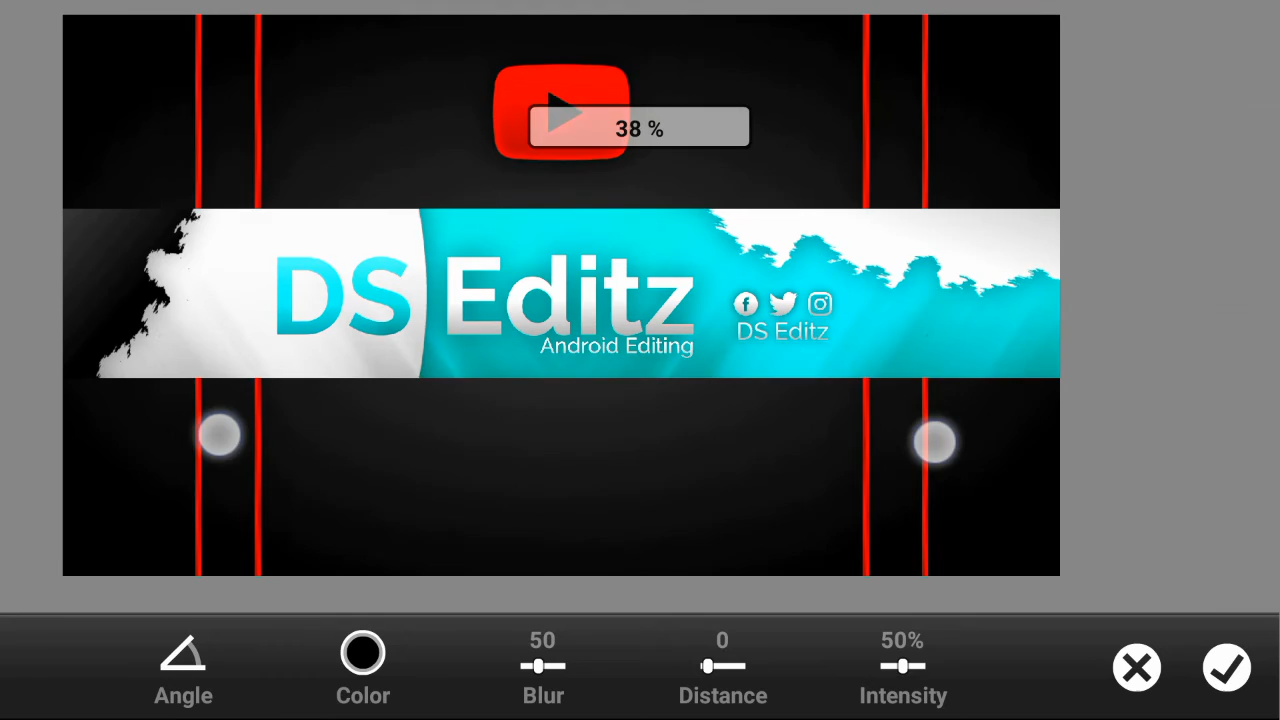 38 %
DS Editz
Android Editing
DS Editz
50
0
50%
Angle
Color
Blur
Distance
Intensity